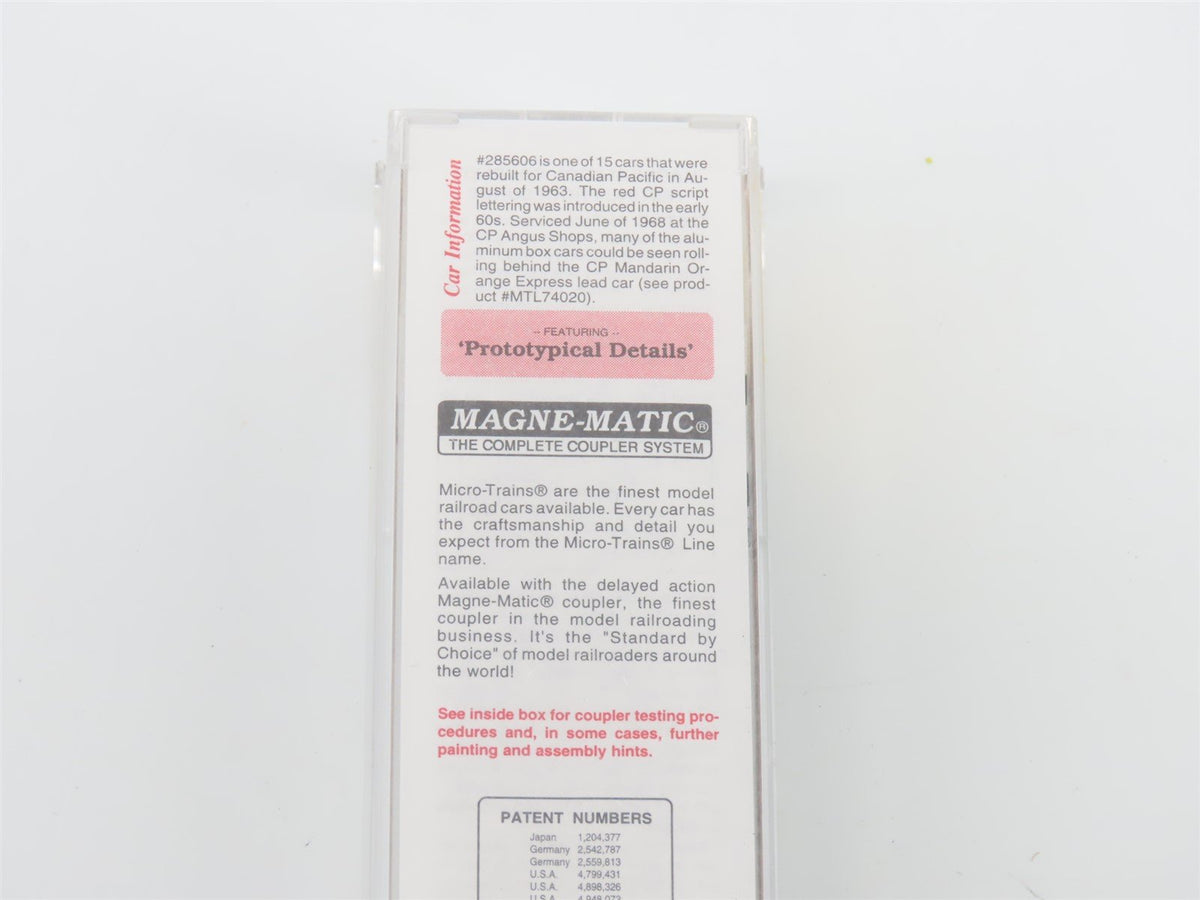 Car Information
#285606 is one of 15 cars that were
rebuilt for Canadian Pacific in Au-
gust of 1963. The red CP script
lettering was introduced in the early
60s. Serviced June of 1968 at the
CP Angus Shops, many of the alu-
minum box cars could be seen roll-
ing behind the CP Mandarin Or-
ange Express lead car (see prod-
uct #MTL74020).
-- FEATURING --
'Prototypical Details'
MAGNE-MATIC®
THE COMPLETE COUPLER SYSTEM
Micro-Trains® are the finest model
railroad cars available. Every car has
the craftsmanship and detail you
expect from the Micro-Trains® Line
name.
Available with the delayed action
Magne-Matic® coupler, the finest
coupler in the model railroading
business. It's the "Standard by
Choice" of model railroaders around
the world!
See inside box for coupler testing pro-
cedures and, in some cases, further
painting and assembly hints.
PATENT NUMBERS
Japan 1,204,377
Germany 2,542,787
Germany 2,559,813
U.S.A. 4,799,431
U.S.A. 4,898,326
U.S.A. 4,948,073